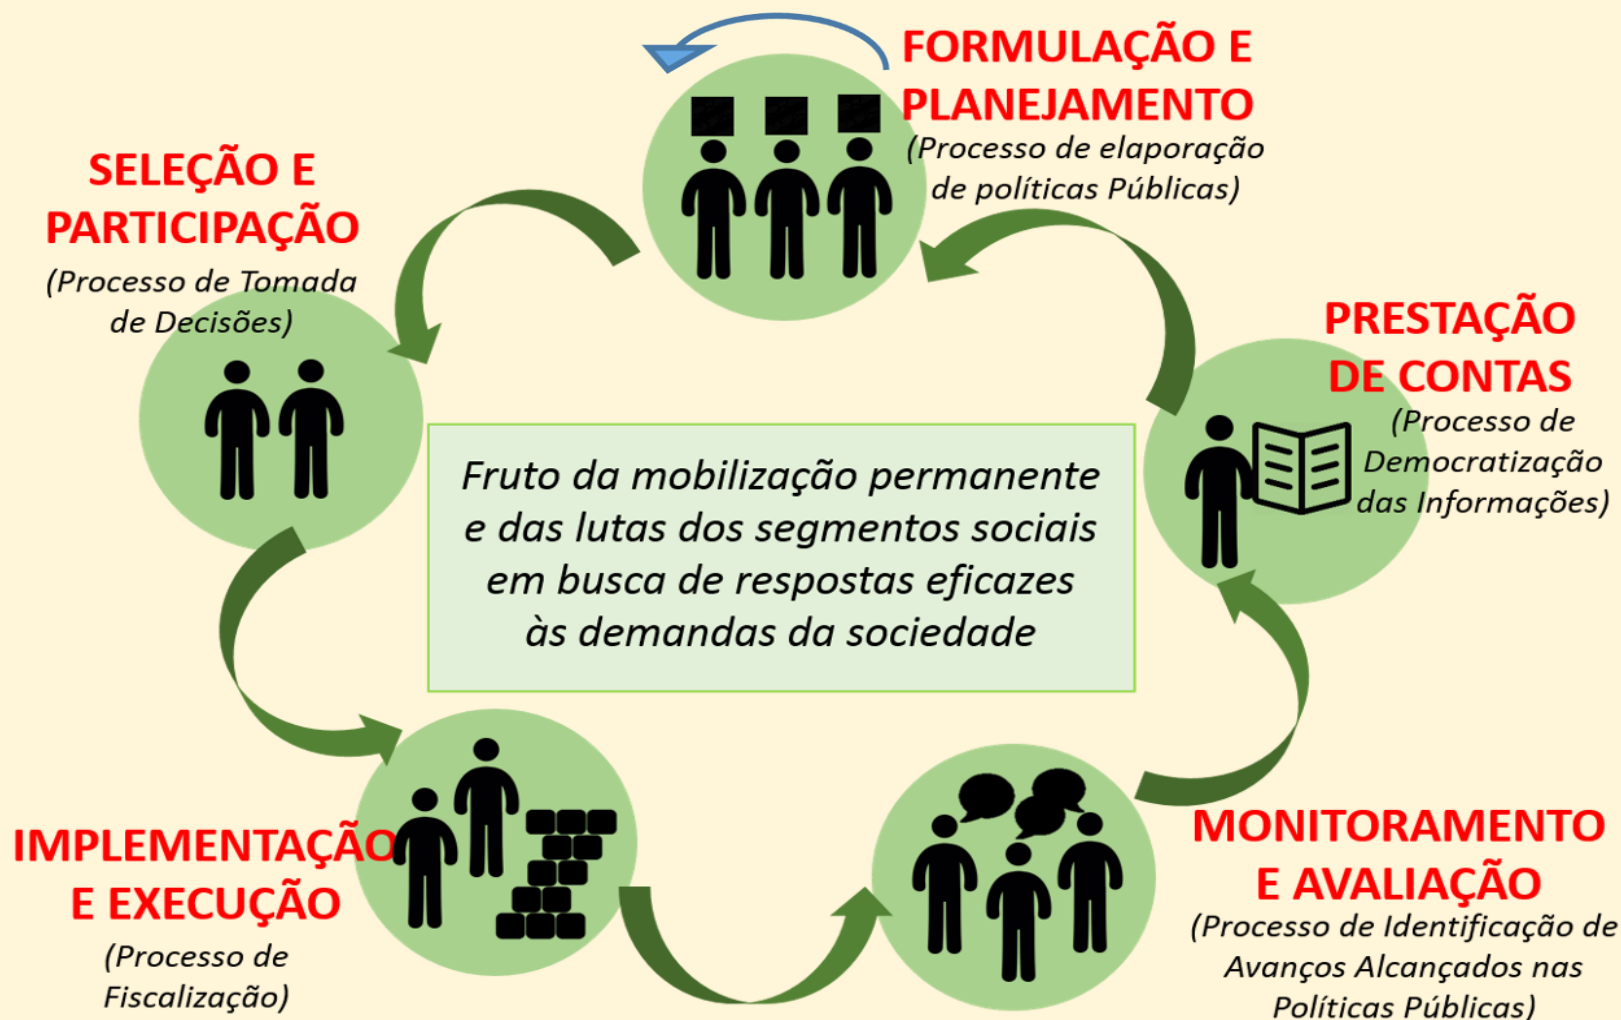 FORMULAÇÃO E
PLANEJAMENTO
(Processo de elaporação
de políticas Públicas)
SELEÇÃO E
PARTICIPAÇÃO
(Processo de Tomada
de Decisões)
PRESTAÇÃO
DE CONTAS
(Processo de
Democratização
das Informações)
Fruto da mobilização permanente
e das lutas dos segmentos sociais
em busca de respostas eficazes
às demandas da sociedade
IMPLEMENTAÇÃO
E EXECUÇÃO
(Processo de
Fiscalização)
MONITORAMENTO
E AVALIAÇÃO
(Processo de Identificação de
Avanços Alcançados nas
Políticas Públicas)